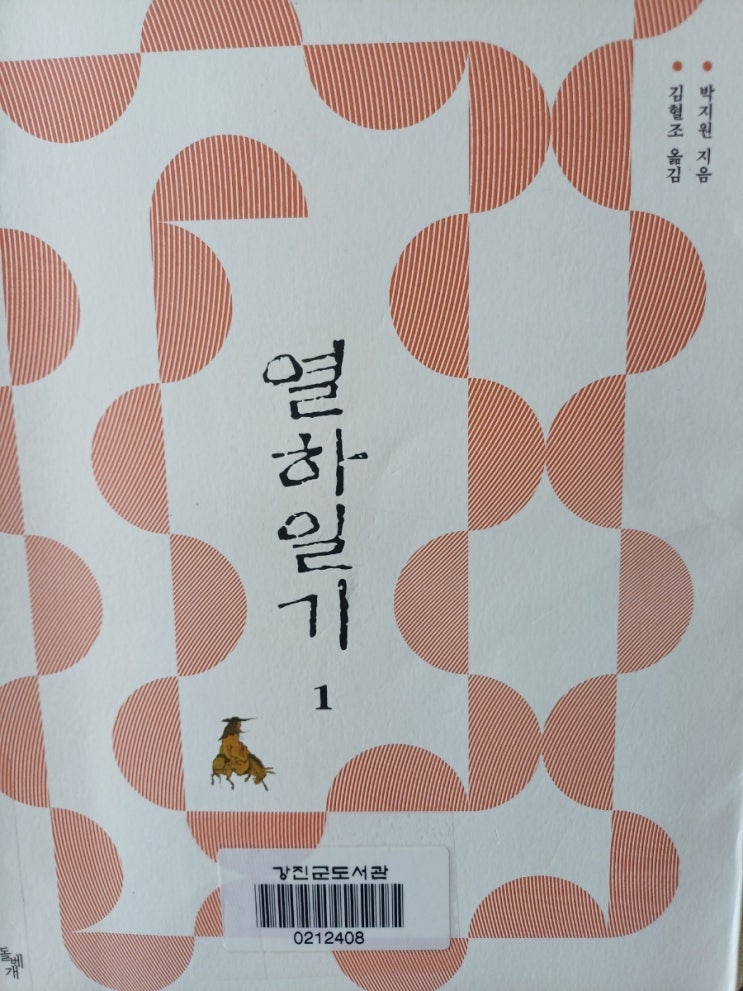 박지원 지음
김혈조 옮김
열하일기
1
강진군도서관
0212408
돌베개